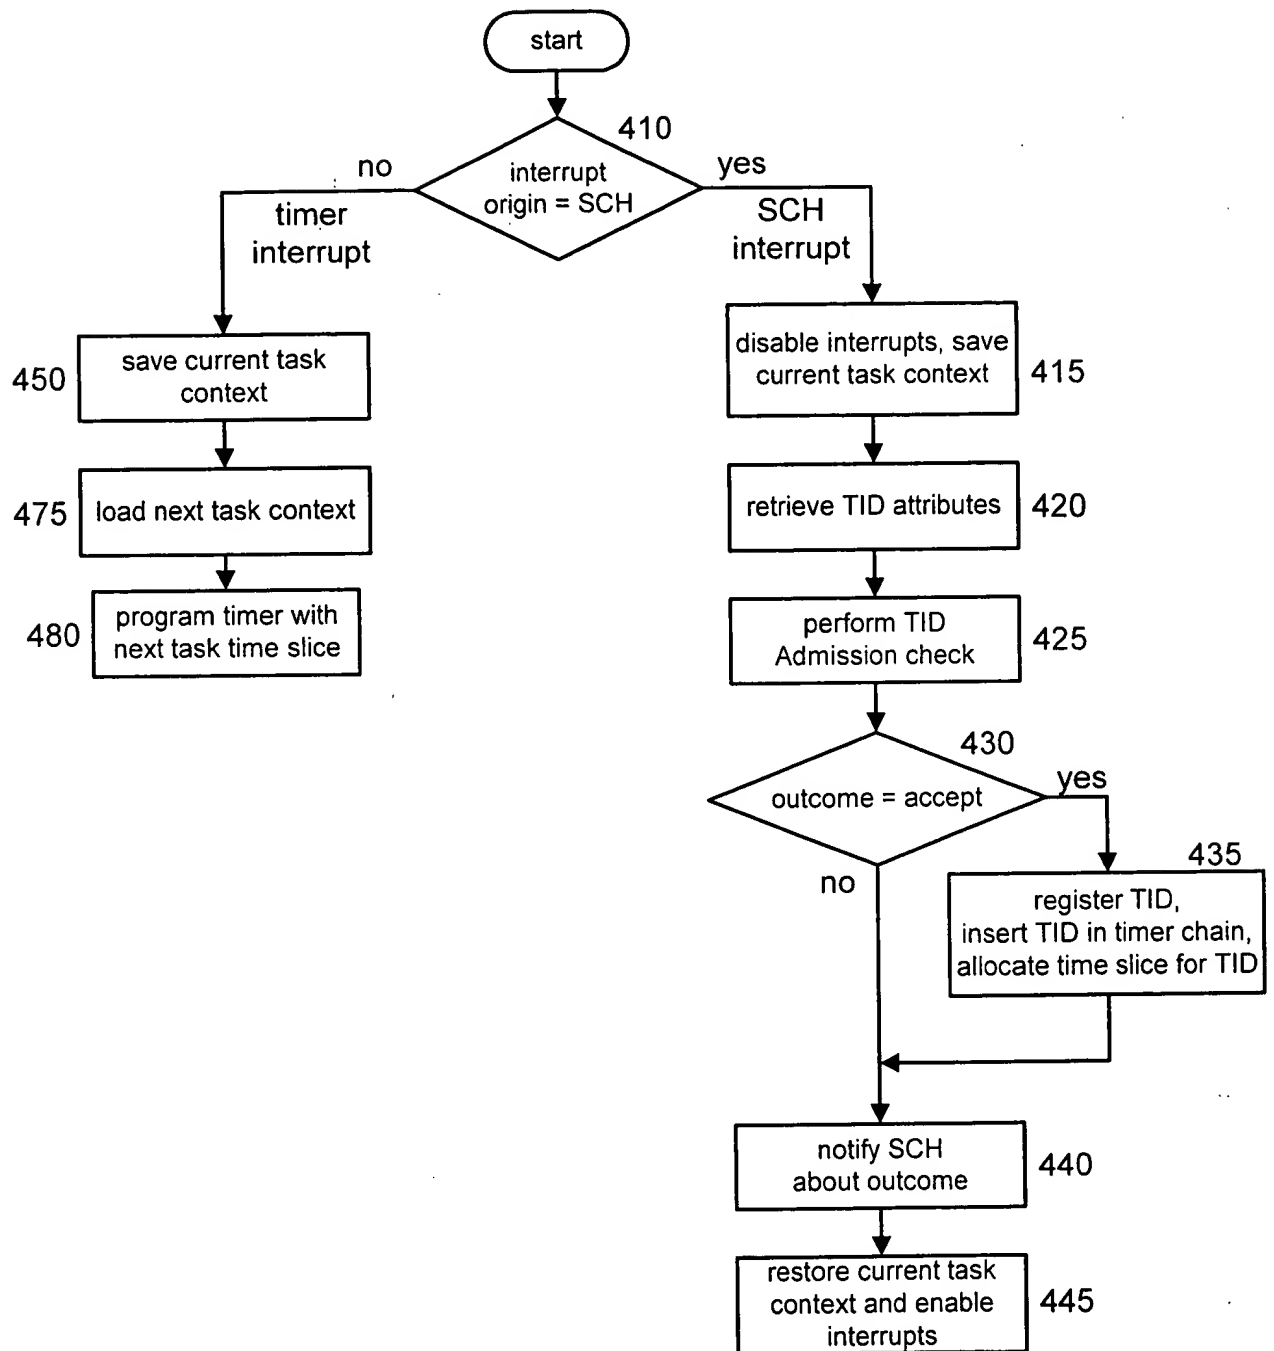 start
410
no
interrupt
origin = SCH
yes
timer
interrupt
SCH
interrupt
450
save current task
context
disable interrupts, save
current task context
415
475
load next task context
retrieve TID attributes
420
480
program timer with
next task time slice
perform TID
Admission check
425
430
outcome = accept
yes
no
435
register TID,
insert TID in timer chain,
allocate time slice for TID
notify SCH
about outcome
440
restore current task
context and enable
interrupts
445